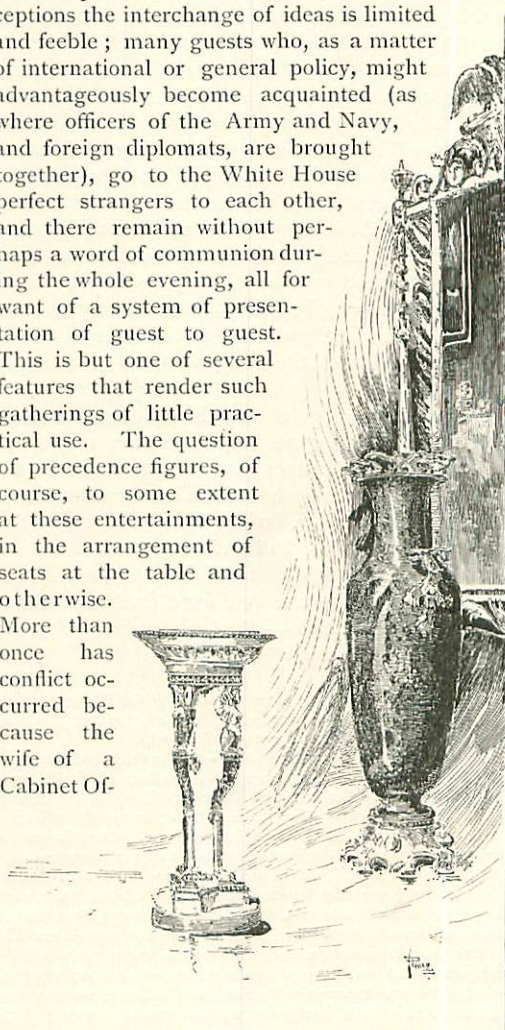 ceptions the interchange of ideas is limited
and feeble ; many guests who, as a matter
of international or general policy, might
advantageously become acquainted (as
where officers of the Army and Navy,
and foreign diplomats, are brought
together), go to the White House
perfect strangers to each other,
and there remain without per-
haps a word of communion dur-
ing the whole evening, all for
want of a system of presen-
tation of guest to guest.
This is but one of several
features that render such
gatherings of little prac-
tical use. The question
of precedence figures, of
course, to some extent
at these entertainments,
in the arrangement of
seats at the table and
otherwise.
More than
once has
conflict oc-
curred be-
cause the
wife of a
Cabinet Of-